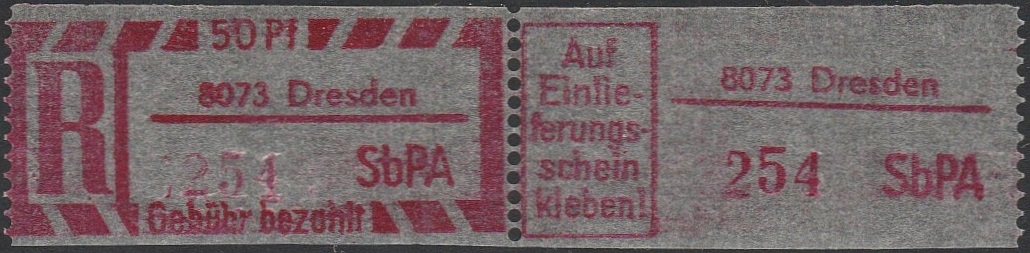 50 Pf
R
8073 Dresden
254 SbPA
Gebühr bezahlt
Auf
Einlie-
ferungs-
schein
kleben!
8073 Dresden
254 SbPA